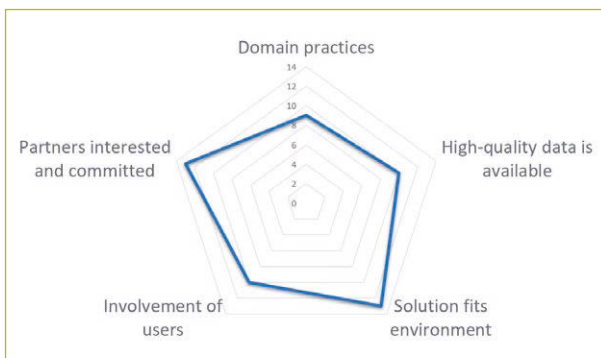 Domain practices
14
12
10
8
6
4
2
0
Partners interested
and committed
High-quality data is
available
Involvement of
users
Solution fits
environment